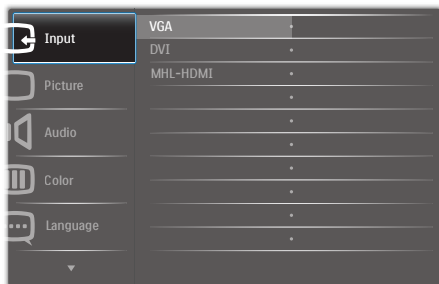 Input
Picture
Audio
Color
Language
VGA
DVI
MHL-HDMI